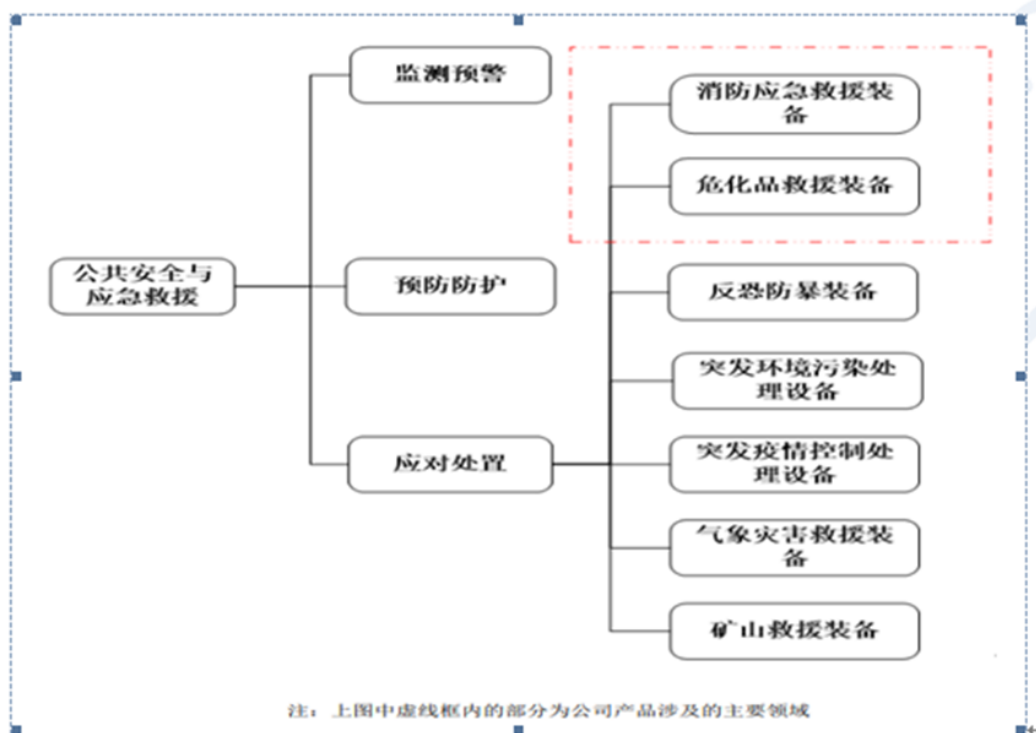 监测预警
消防应急救援装
备
危化品救援装备
公共安全与
应急救援
预防防护
反恐防暴装备
突发环境污染处
理设备
应对处置
突发疫情控制处
理设备
气象灾害救援装
备
矿山救援装备
注：上图中虚线框内的部分为公司产品涉及的主要领域